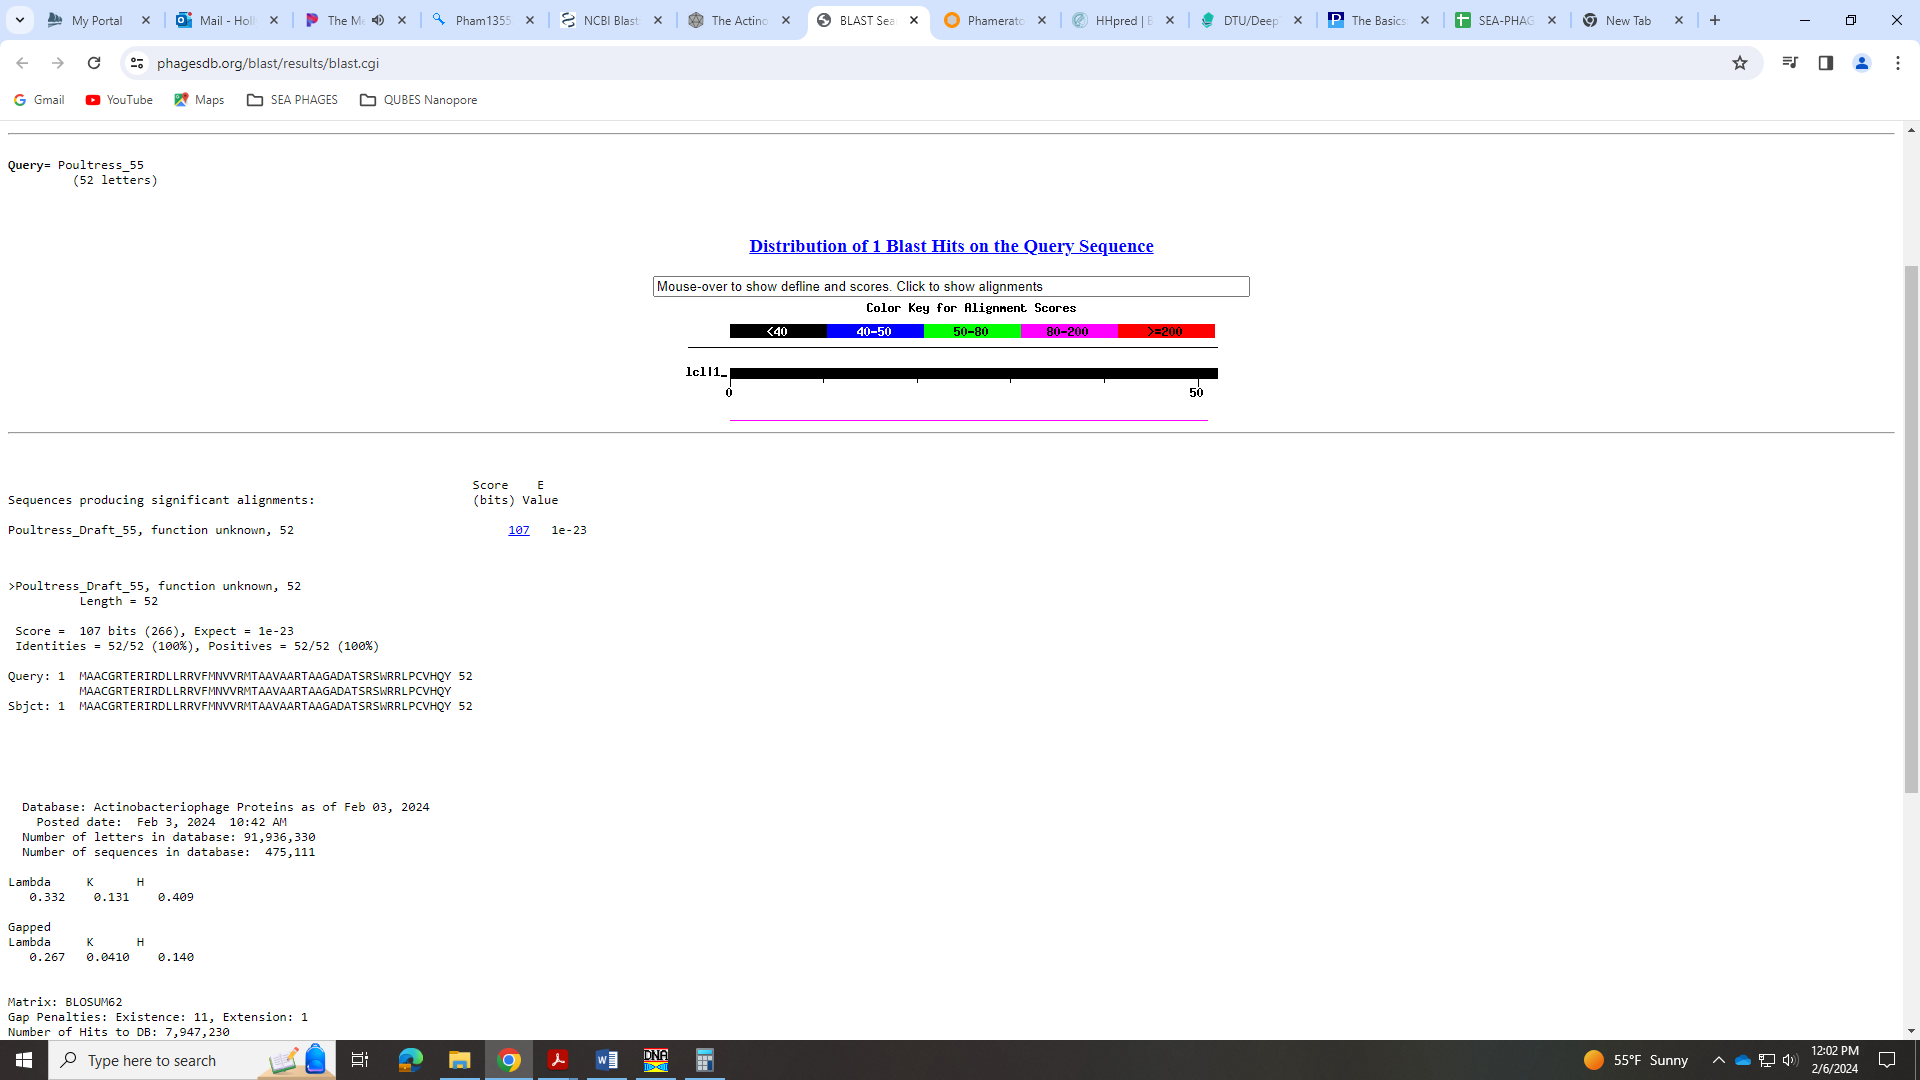 My Portal
Mail - Holl
The Me
Pham1355
NCBI Blast
The Actino
BLAST Sea
Phamerato
HHpred | B
DTU/Deep
The Basics
SEA-PHAG
New Tab
phagesdb.org/blast/results/blast.cgi
Gmail YouTube Maps SEA PHAGES QUBES Nanopore
Query= Poultress_55
(52 letters)
Distribution of 1 Blast Hits on the Query Sequence
Mouse-over to show defline and scores. Click to show alignments
Color Key for Alignment Scores
<40 40-50 50-80 80-200 >=200
lcl|1_
0 50
Score E
Sequences producing significant alignments: (bits) Value
Poultress_Draft_55, function unknown, 52 107 1e-23
>Poultress_Draft_55, function unknown, 52
Length = 52
Score = 107 bits (266), Expect = 1e-23
Identities = 52/52 (100%), Positives = 52/52 (100%)
Query: 1 MAACGRTERIRDLLRRVFMNVVRMTAAVAARTAAGADATSRSWRRLPCVHQY 52
MAACGRTERIRDLLRRVFMNVVRMTAAVAARTAAGADATSRSWRRLPCVHQY
Sbjct: 1 MAACGRTERIRDLLRRVFMNVVRMTAAVAARTAAGADATSRSWRRLPCVHQY 52
Database: Actinobacteriophage Proteins as of Feb 03, 2024
Posted date: Feb 3, 2024 10:42 AM
Number of letters in database: 91,936,330
Number of sequences in database: 475,111
Lambda K H
0.332 0.131 0.409
Gapped
Lambda K H
0.267 0.0410 0.140
Matrix: BLOSUM62
Gap Penalties: Existence: 11, Extension: 1
Number of Hits to DB: 7,947,230
Type here to search
DNA
55°F Sunny
12:02 PM
2/6/2024